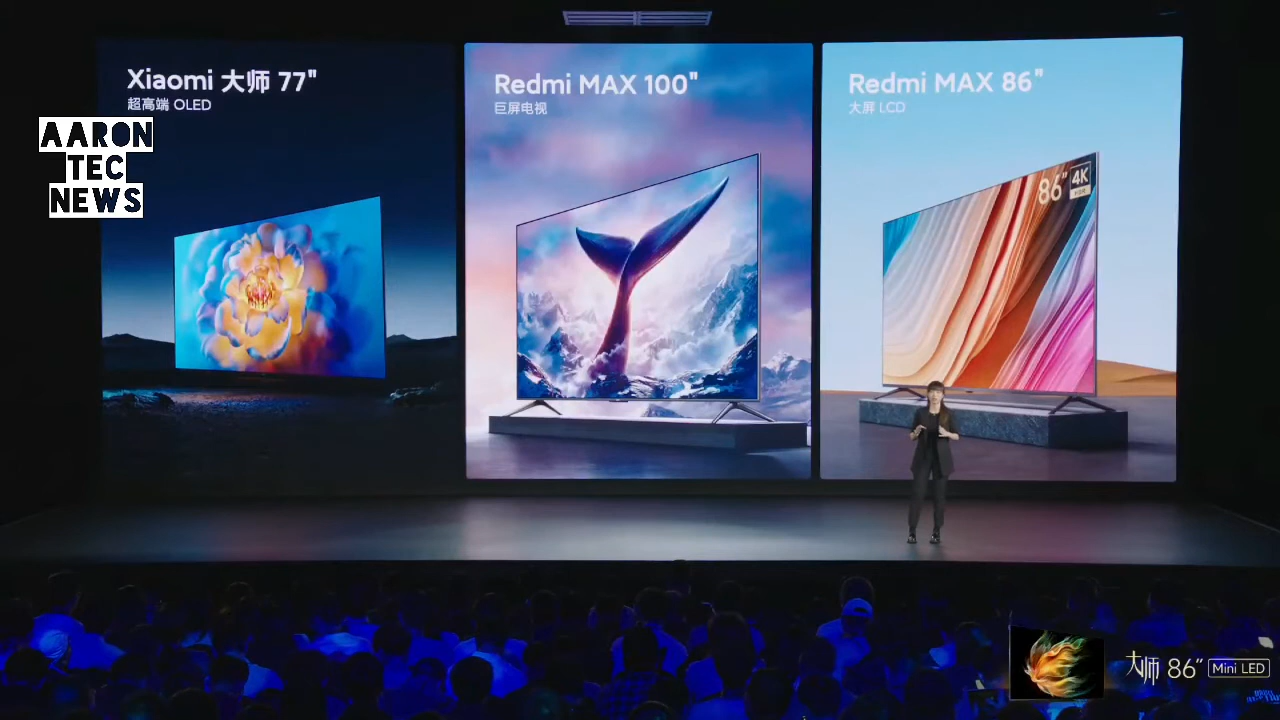 Xiaomi 大师 77"
超高端 OLED
Redmi MAX 100"
巨屏电视
Redmi MAX 86"
大屏 LCD
AARON
TEC
NEWS
86" 4K
大师 86" Mini LED